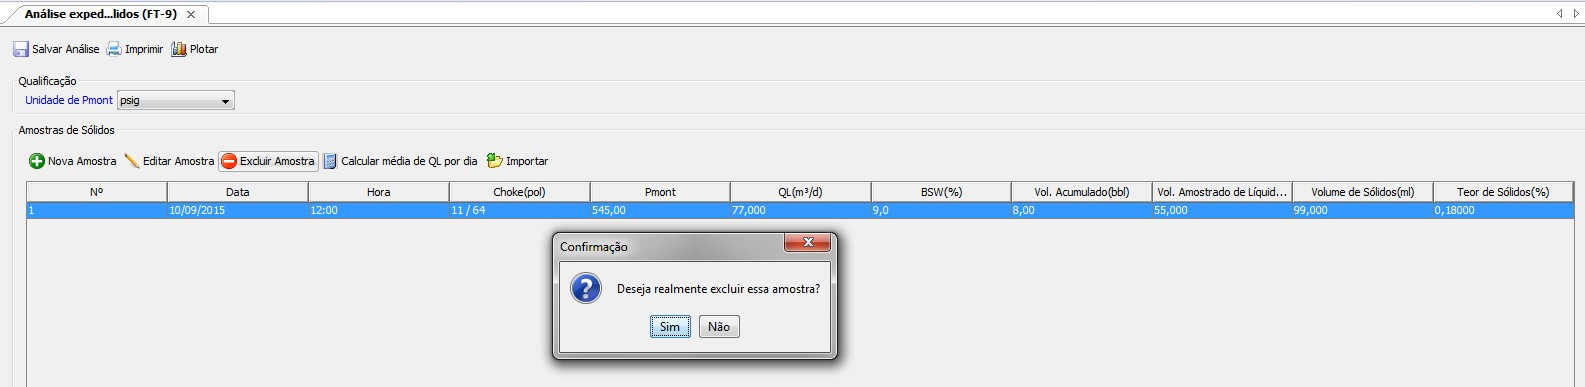 Análise exped...lidos (FT-9)
Salvar Análise Imprimir Plotar
Qualificação
Unidade de Pmont psig
Amostras de Sólidos
Nova Amostra Editar Amostra Excluir Amostra Calcular média de QL por dia Importar
Nº Data Hora Choke(pol) Pmont QL(m³/d) BSW(%) Vol. Acumulado(bbl) Vol. Amostrado de Líquid... Volume de Sólidos(ml) Teor de Sólidos(%)
1 10/09/2015 12:00 11 / 64 545,00 77,000 9,0 8,00 55,000 99,000 0,18000
Confirmação
Deseja realmente excluir essa amostra?
Sim Não